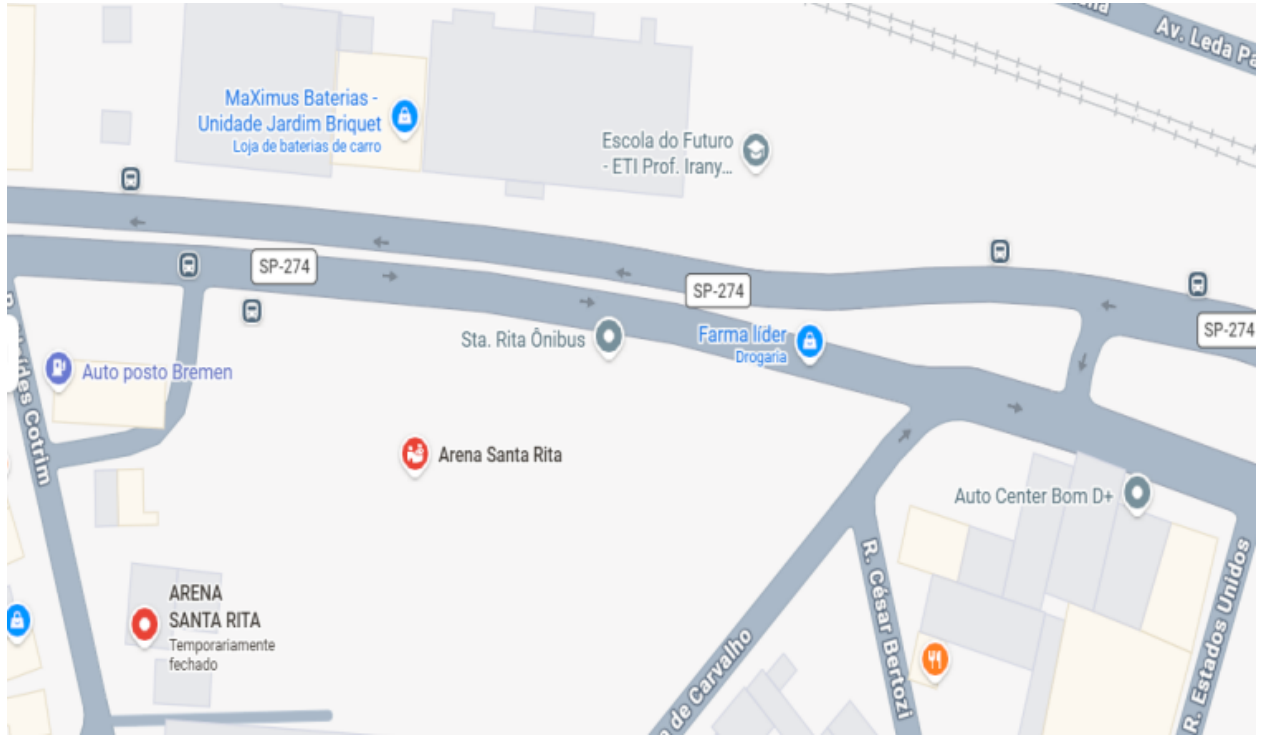 Av. Leda
MaXimus Baterias -
Unidade Jardim Briquet
Loja de baterias de carro
Escola do Futuro
- ETI Prof. Irany...
SP-274
SP-274
SP-274
Sta. Rita Ônibus
Farma líder
Drogaria
Auto posto Bremen
Cotrim
Arena Santa Rita
Auto Center Bom D+
ARENA
SANTA RITA
Temporariamente
fechado
de Carvalho
R. César Bertozi
R. Estados Unidos